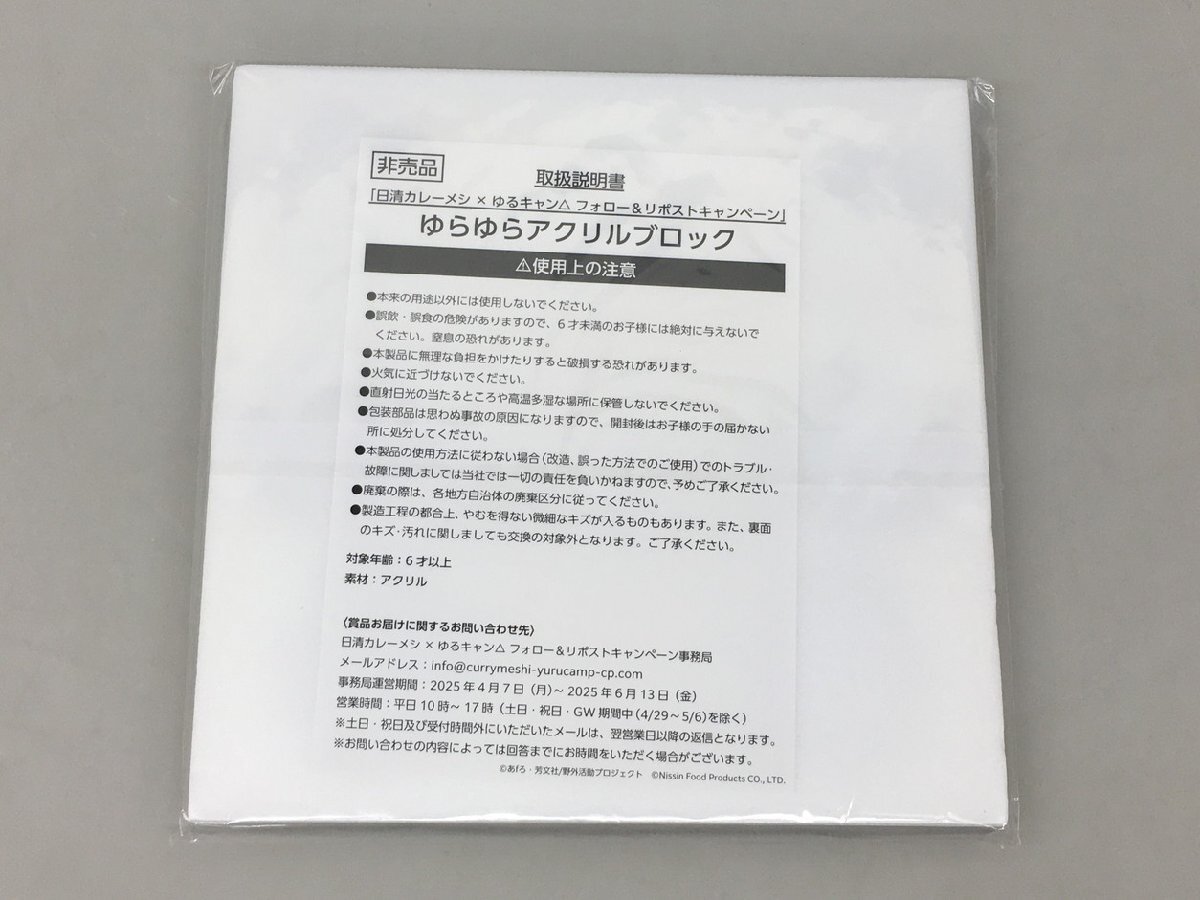 非売品
取扱説明書
「日清カレーメシ × ゆるキャン△ フォロー＆リポストキャンペーン」
ゆらゆらアクリルブロック
⚠使用上の注意
●本来の用途以外には使用しないでください。
●誤飲・誤食の危険がありますので、6才未満のお子様には絶対に与えないで
ください。窒息の恐れがあります。
●本製品に無理な負担をかけたりすると破損する恐れがあります。
●火気に近づけないでください。
●直射日光の当たるところや高温多湿な場所に保管しないでください。
●包装部品は思わぬ事故の原因になりますので、開封後はお子様の手の届かない
所に処分してください。
●本製品の使用方法に従わない場合（改造、誤った方法でのご使用）でのトラブル・
故障に関しましては当社では一切の責任を負いかねますので、予めご了承ください。
●廃棄の際は、各地方自治体の廃棄区分に従ってください。
●製造工程の都合上、やむを得ない微細なキズが入るものもあります。また、裏面
のキズ・汚れに関しましても交換の対象外となります。ご了承ください。
対象年齢：6才以上
素材：アクリル
（賞品お届けに関するお問い合わせ先）
日清カレーメシ × ゆるキャン△ フォロー＆リポストキャンペーン事務局
メールアドレス：info@currymeshi-yurucamp-cp.com
事務局運営期間：2025年4月7日（月）～2025年6月13日（金）
営業時間：平日10時～17時（土日・祝日・GW期間中(4/29～5/6)を除く）
※土日・祝日及び受付時間外にいただいたメールは、翌営業日以降の返信となります。
※お問い合わせの内容によっては回答までにお時間をいただく場合がございます。
©あfろ・芳文社/野外活動プロジェクト ©Nissin Food Products CO., LTD.